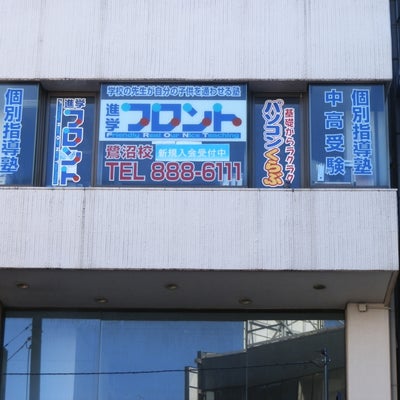 個別指導塾
進学
フロント
学校の先生が自分の子供を通わせる塾
進学
フロント
Friendly Real Our Nice Teaching
鷺沼校
新規入会受付中
TEL 888-6111
基礎からラクラク
パソコンくらぶ
個別指導塾
中高受験